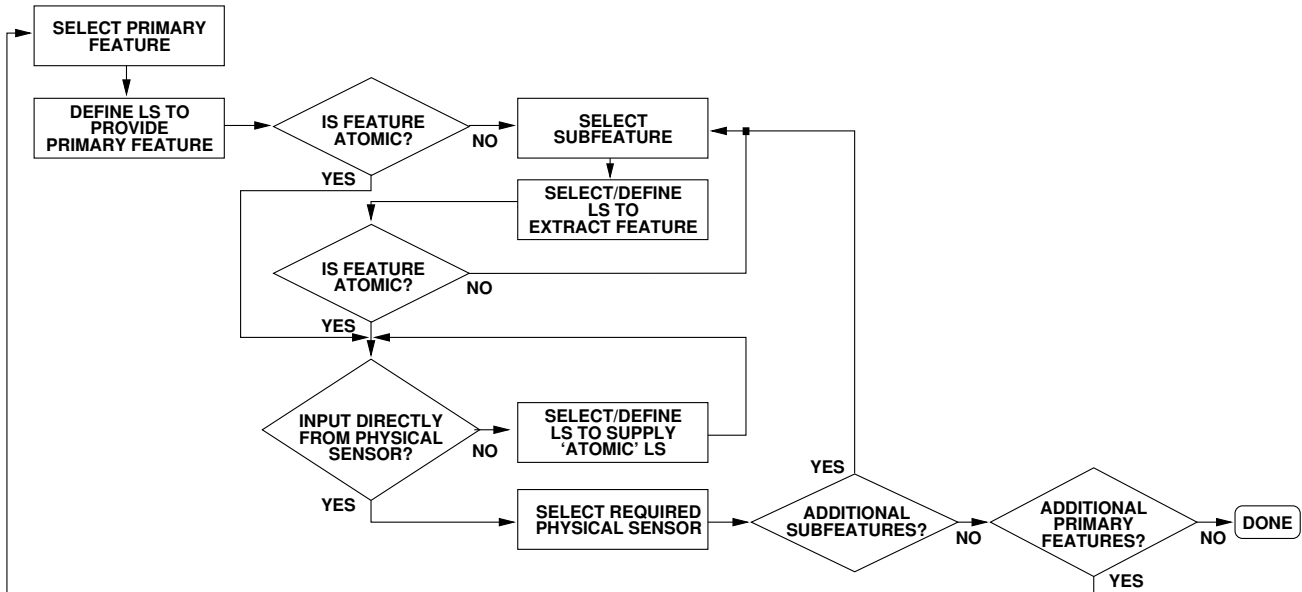 SELECT PRIMARY
FEATURE
DEFINE LS TO
PROVIDE
PRIMARY FEATURE
IS FEATURE
ATOMIC?
NO
YES
SELECT
SUBFEATURE
SELECT/DEFINE
LS TO
EXTRACT FEATURE
IS FEATURE
ATOMIC?
NO
YES
INPUT DIRECTLY
FROM PHYSICAL
SENSOR?
NO
YES
SELECT/DEFINE
LS TO SUPPLY
‘ATOMIC’ LS
SELECT REQUIRED
PHYSICAL SENSOR
YES
ADDITIONAL
SUBFEATURES?
NO
ADDITIONAL
PRIMARY
FEATURES?
NO
YES
DONE